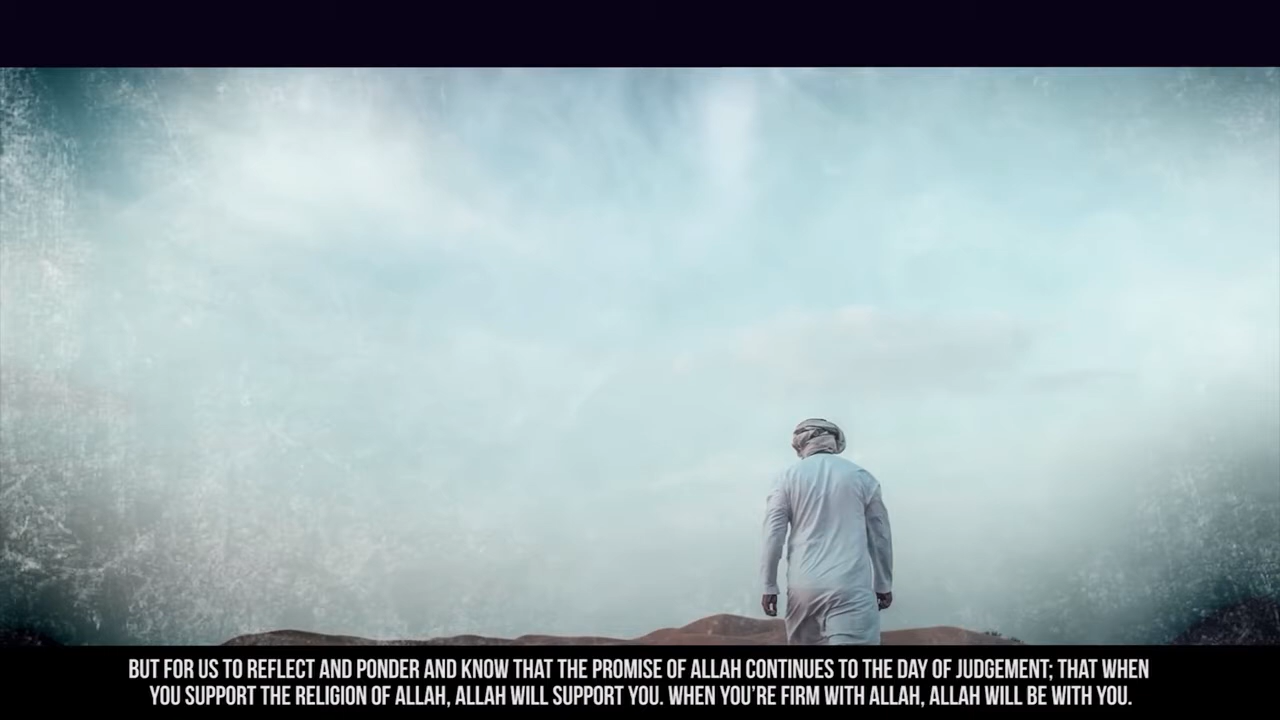 BUT FOR US TO REFLECT AND PONDER AND KNOW THAT THE PROMISE OF ALLAH CONTINUES TO THE DAY OF JUDGEMENT; THAT WHEN
YOU SUPPORT THE RELIGION OF ALLAH, ALLAH WILL SUPPORT YOU. WHEN YOU'RE FIRM WITH ALLAH, ALLAH WILL BE WITH YOU.